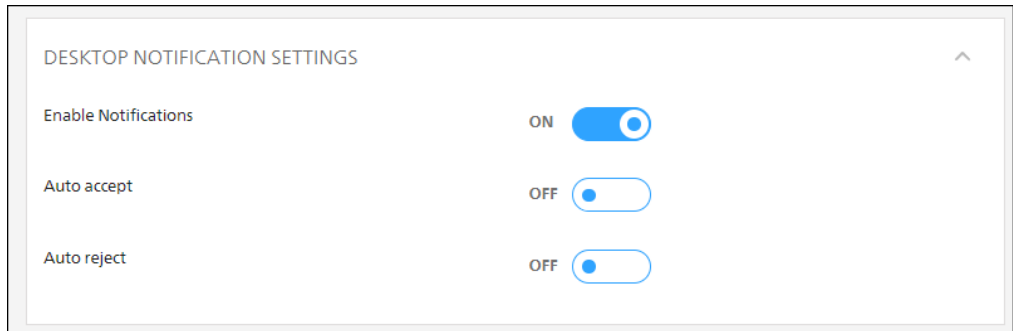 DESKTOP NOTIFICATION SETTINGS
Enable Notifications ON
Auto accept OFF
Auto reject OFF